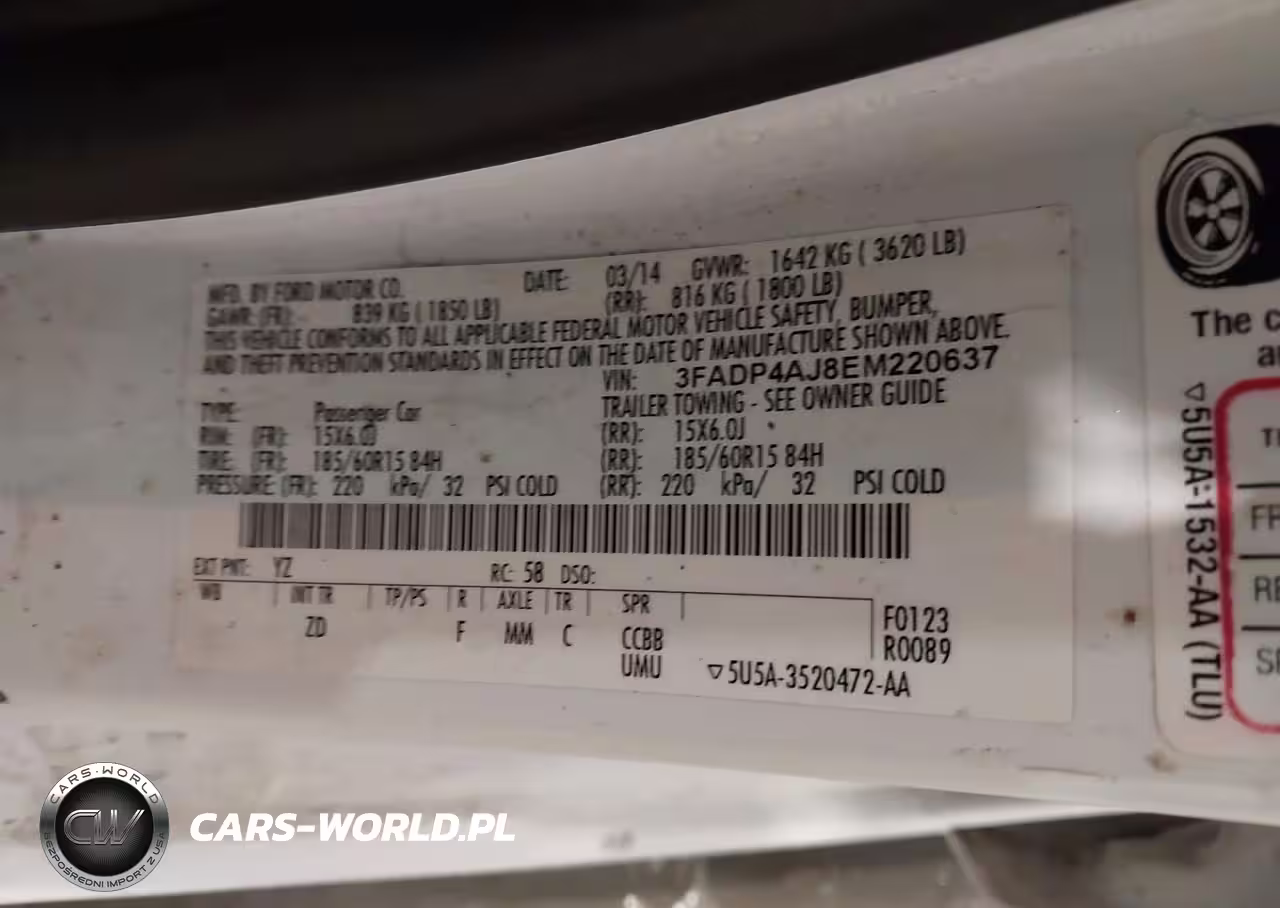 MFD. BY FORD MOTOR CO. DATE: 03/14 GVWR: 1642 KG ( 3620 LB)
GAWR: (FR): 839 KG ( 1850 LB) (RR): 816 KG ( 1800 LB)
THIS VEHICLE CONFORMS TO ALL APPLICABLE FEDERAL MOTOR VEHICLE SAFETY, BUMPER,
AND THEFT PREVENTION STANDARDS IN EFFECT ON THE DATE OF MANUFACTURE SHOWN ABOVE.
VIN: 3FADP4AJ8EM220637
TYPE: Passenger Car TRAILER TOWING - SEE OWNER GUIDE
RIM: (FR): 15X6.0J (RR): 15X6.0J
TIRE: (FR): 185/60R15 84H (RR): 185/60R15 84H
PRESSURE: (FR): 220 kPa/ 32 PSI COLD (RR): 220 kPa/ 32 PSI COLD
EXT PNT: YZ RC: 58 DSO:
WB INT TR TP/PS R AXLE TR SPR
ZD F MM C CCBB
UMU
F0123
R0089
▽5U5A-3520472-AA
The
▽5U5A-1532-AA (TLU)
CARS-WORLD
CW
BEZPOŚREDNI IMPORT Z USA
CARS-WORLD.PL